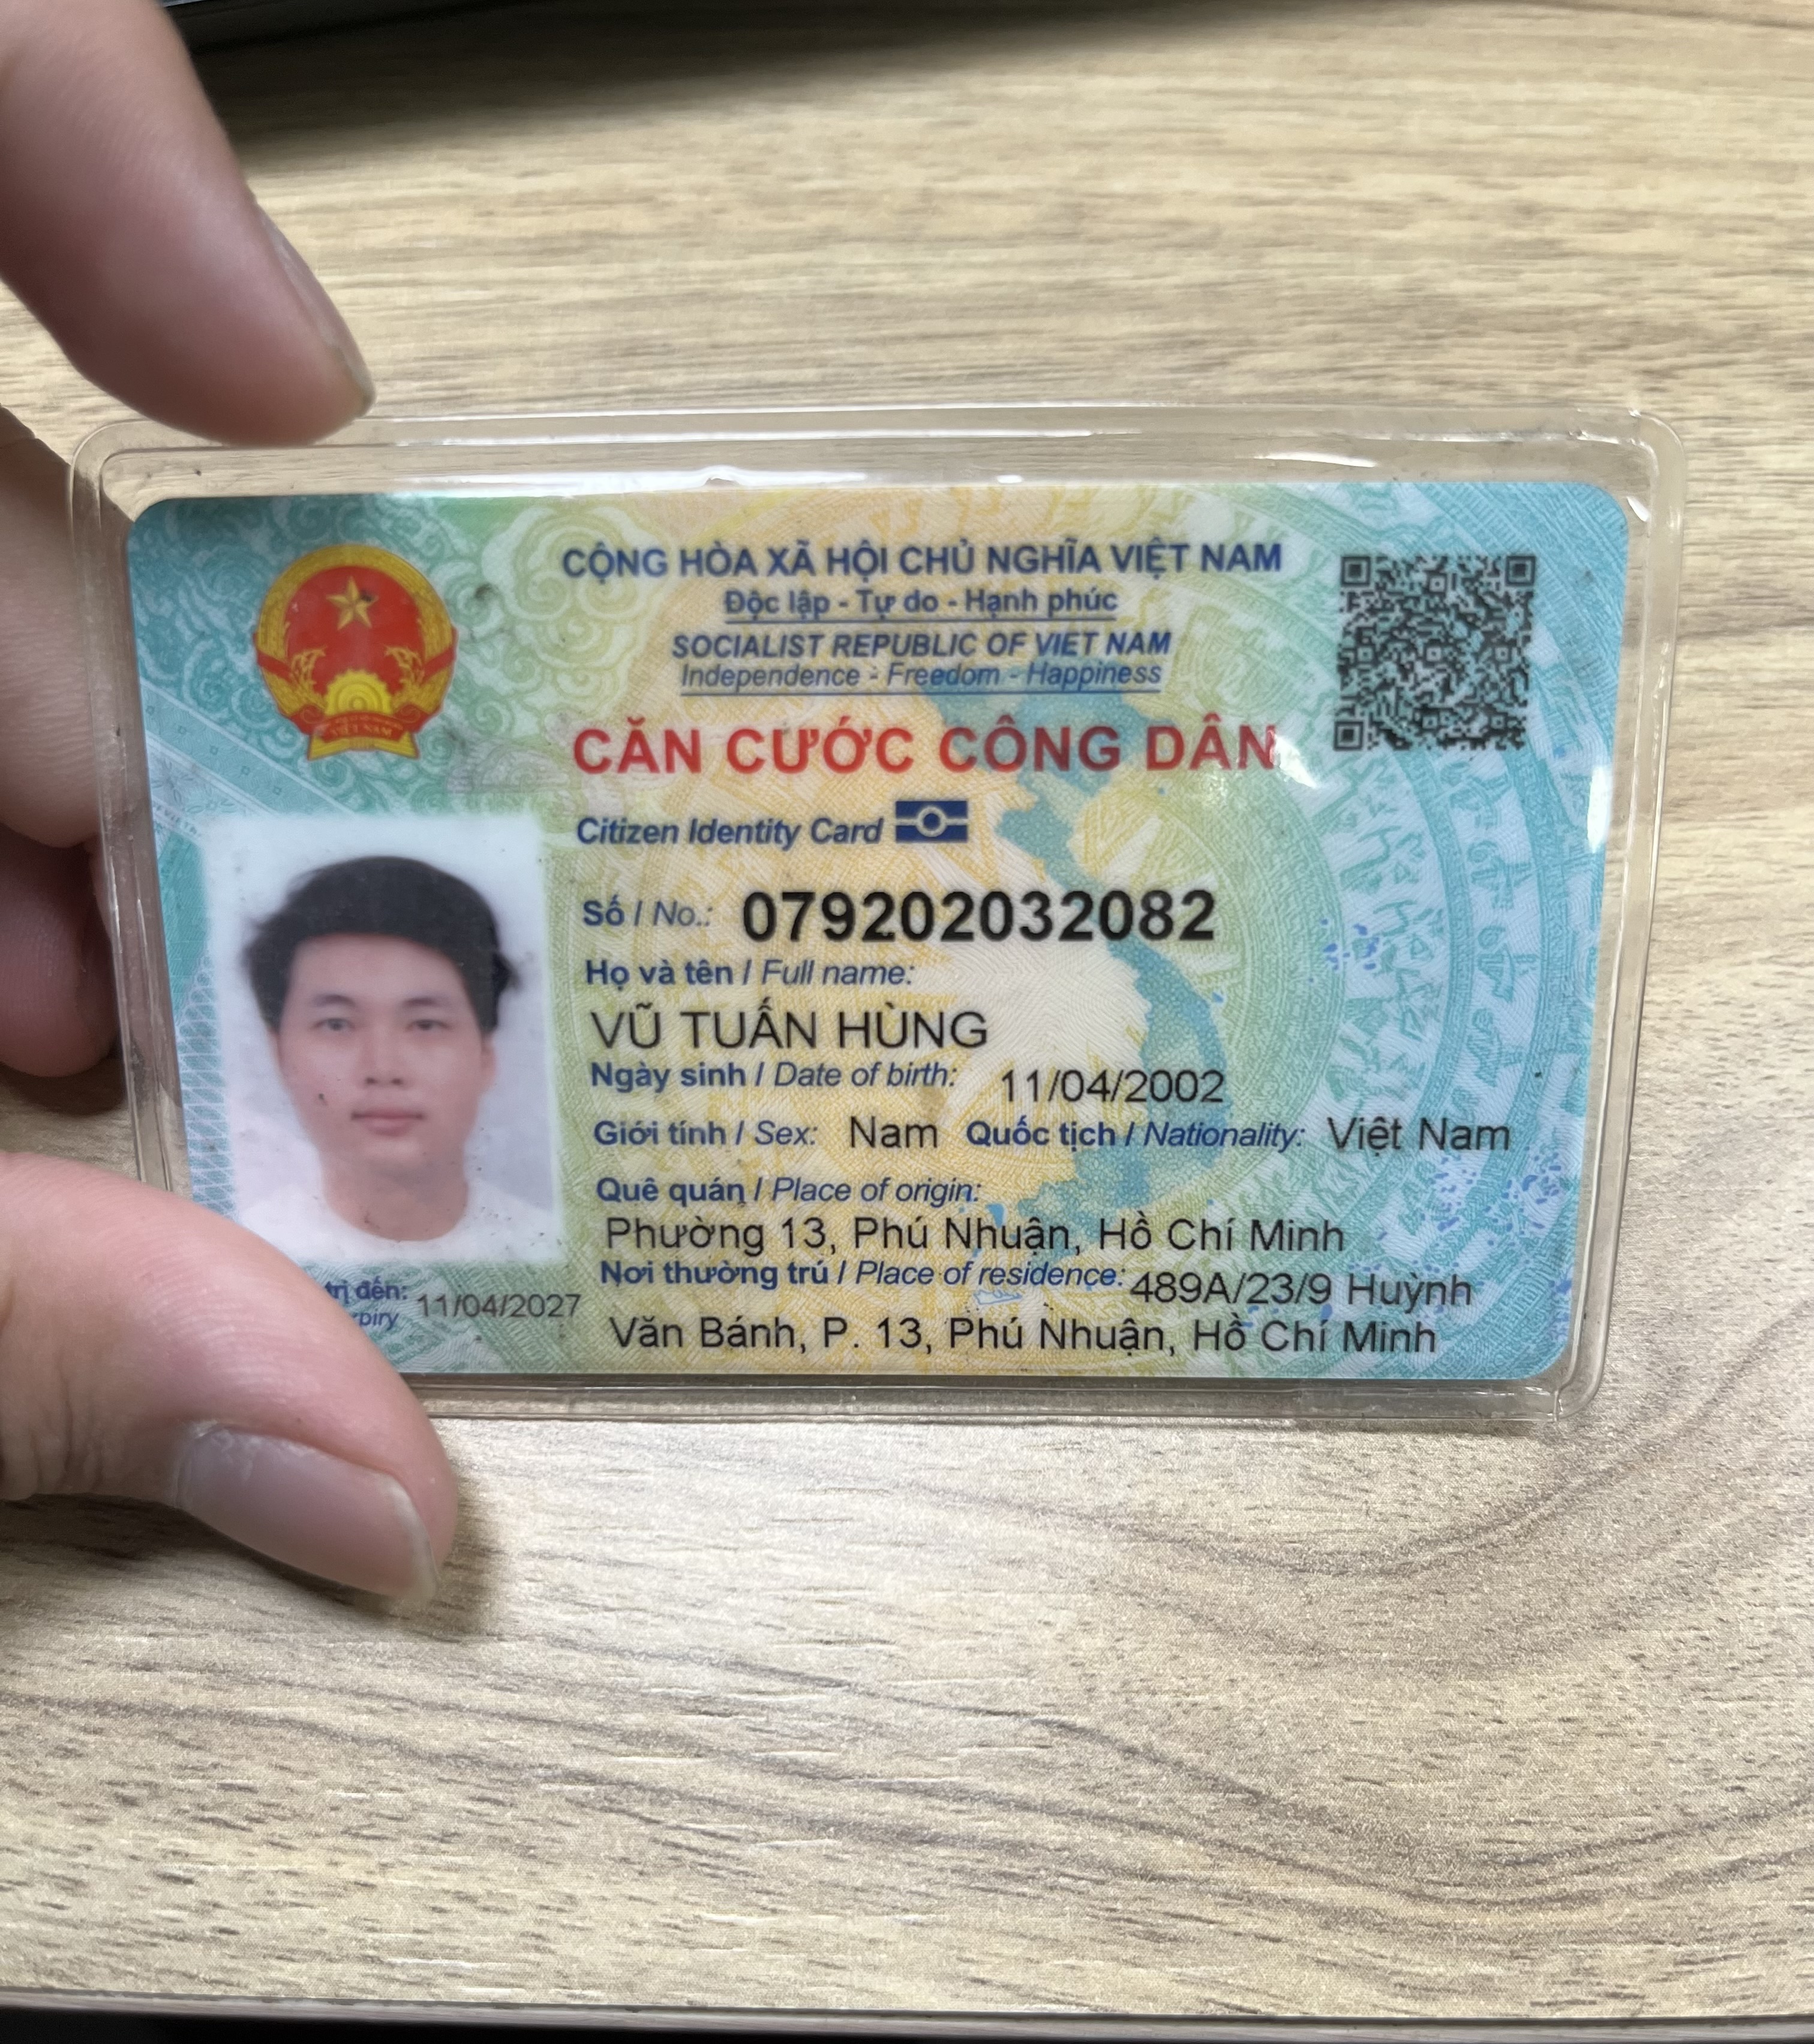 CỘNG HÒA XÃ HỘI CHỦ NGHĨA VIỆT NAM
Độc lập - Tự do - Hạnh phúc
SOCIALIST REPUBLIC OF VIET NAM
Independence - Freedom - Happiness
CĂN CƯỚC CÔNG DÂN
Citizen Identity Card
Số / No.: 079202032082
Họ và tên / Full name:
VŨ TUẤN HÙNG
Ngày sinh / Date of birth: 11/04/2002
Giới tính / Sex: Nam Quốc tịch / Nationality: Việt Nam
Quê quán / Place of origin:
Phường 13, Phú Nhuận, Hồ Chí Minh
Nơi thường trú / Place of residence: 489A/23/9 Huỳnh
Văn Bánh, P. 13, Phú Nhuận, Hồ Chí Minh
trị đến: 11/04/2027